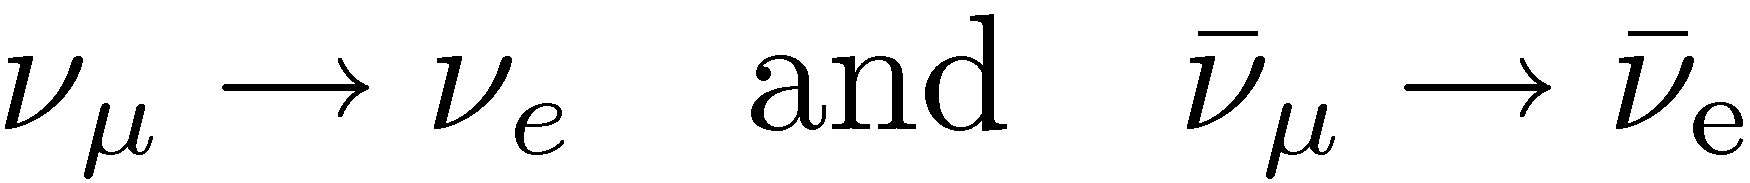 ν_μ → ν_e and ν̄_μ → ν̄_e